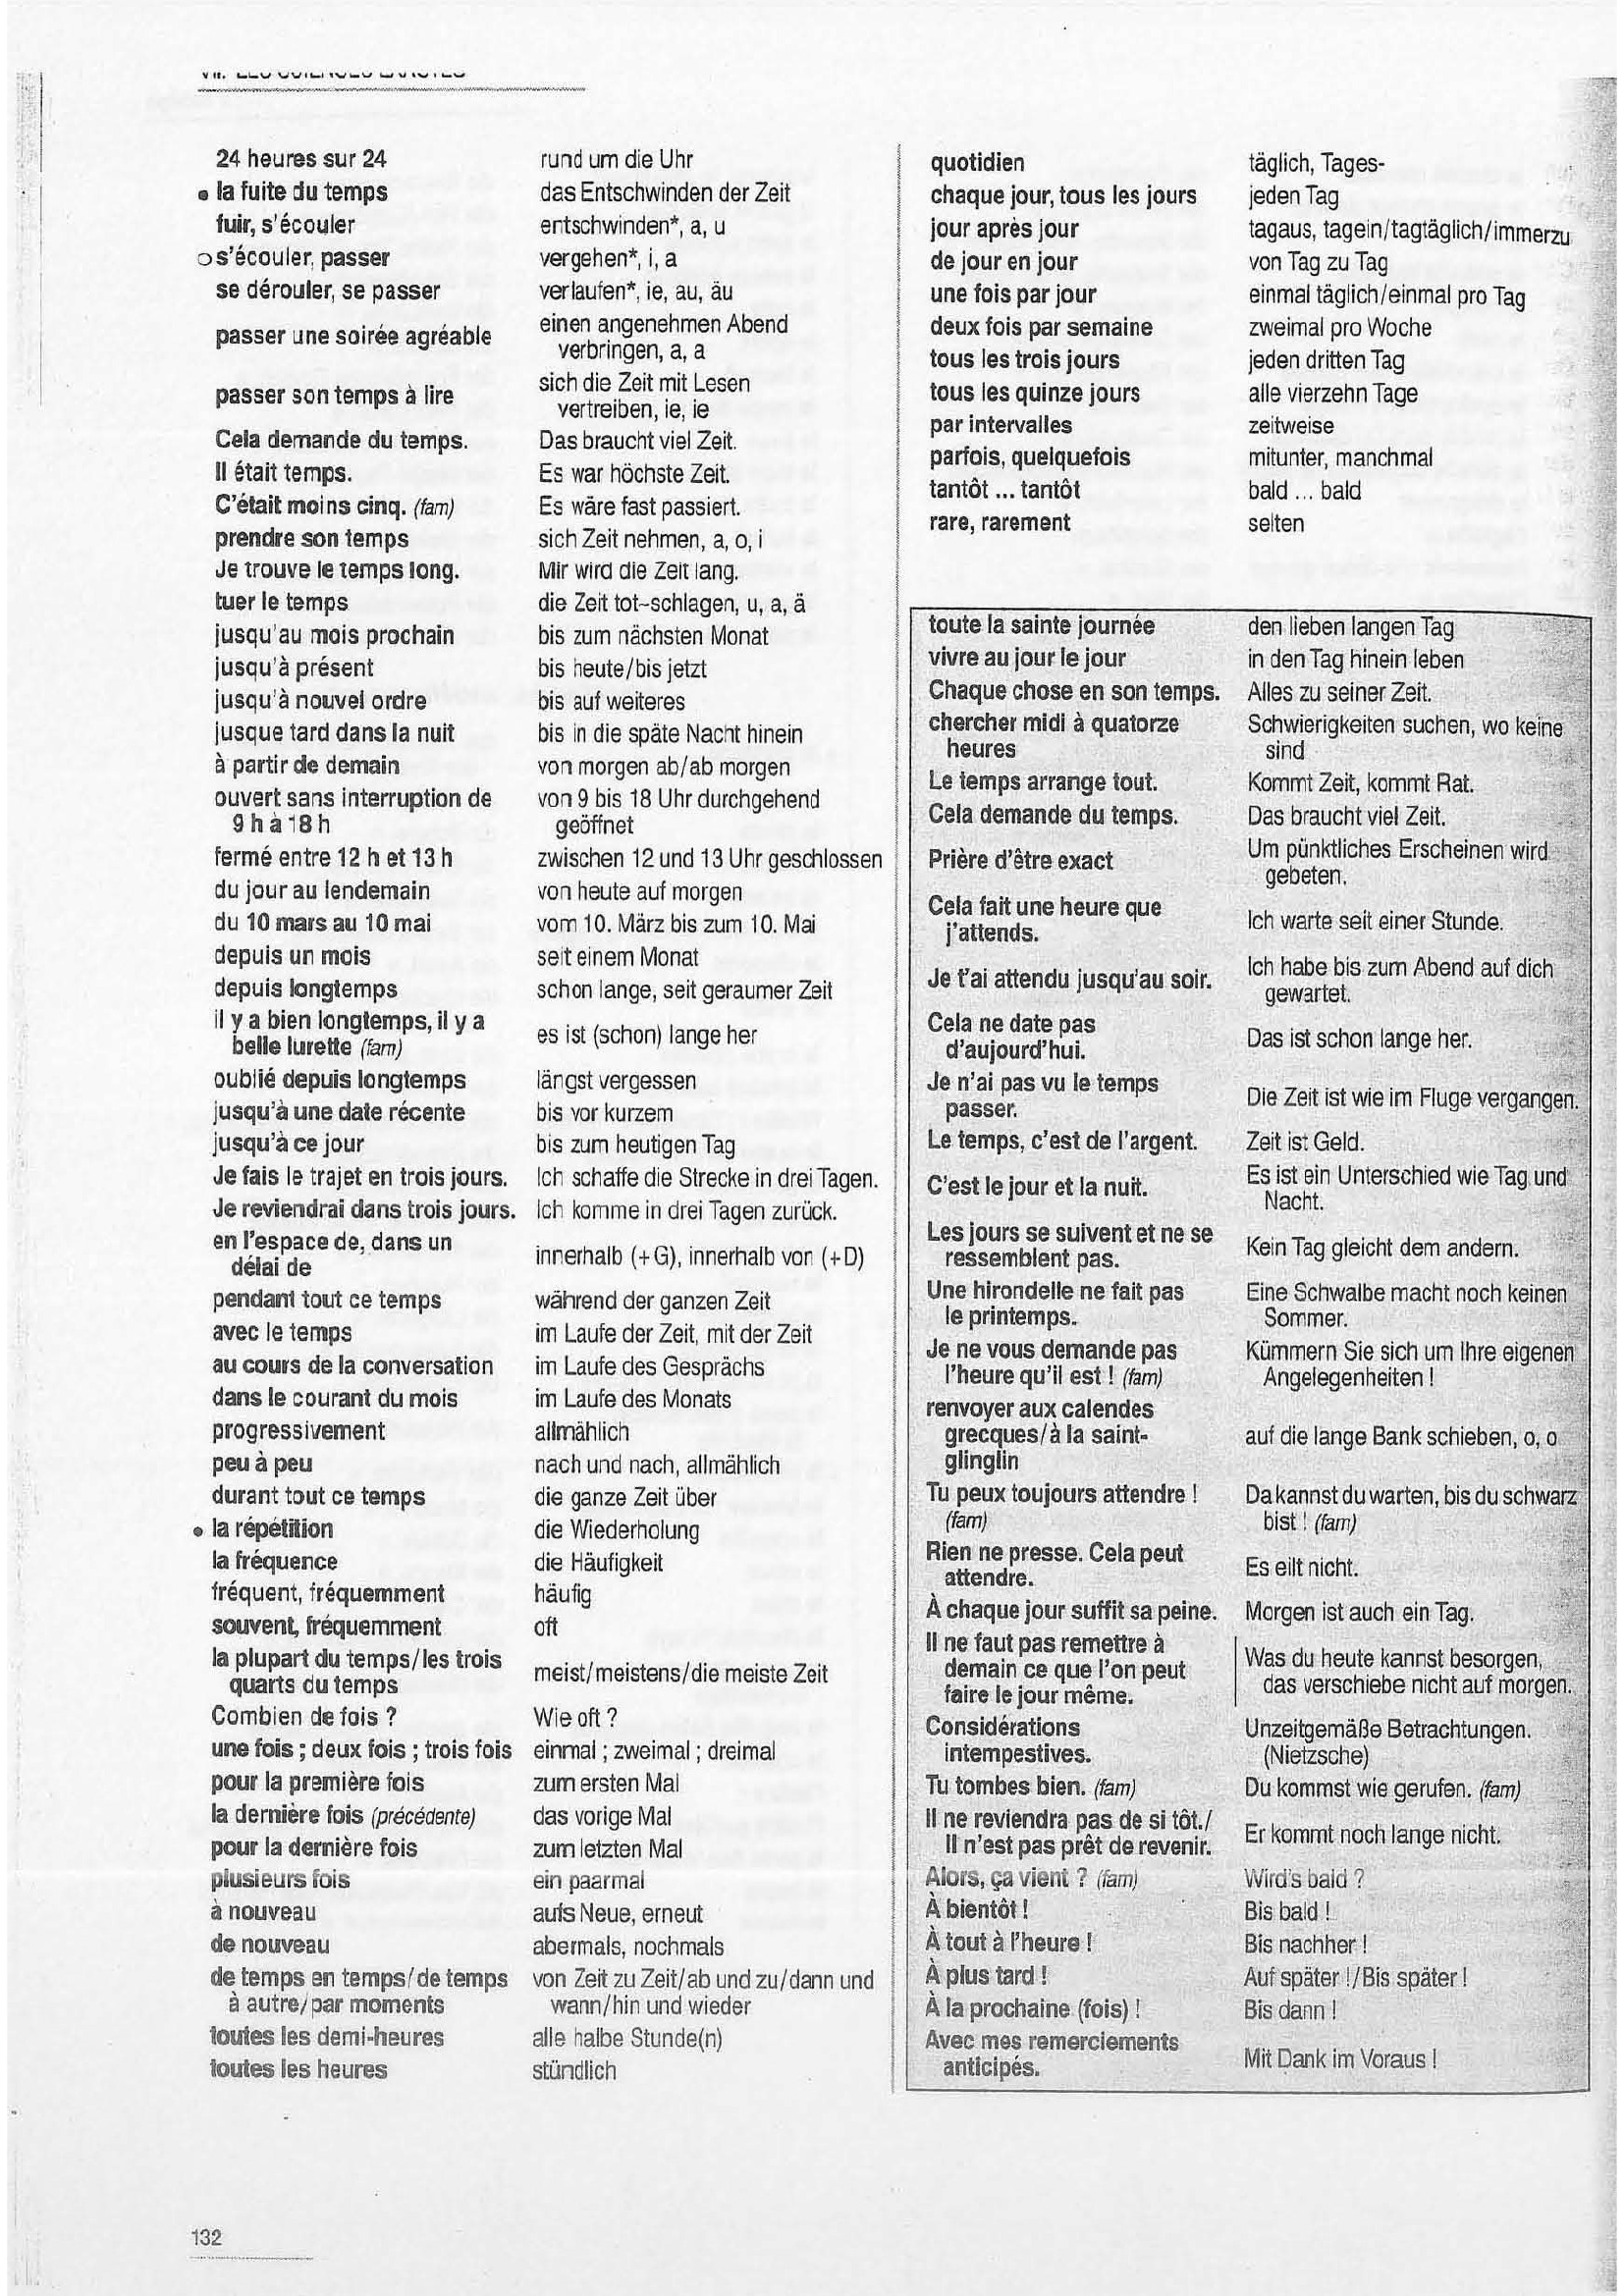 VII. LES SCIENCES EXACTES
24 heures sur 24 rund um die Uhr
• la fuite du temps das Entschwinden der Zeit
fuir, s'écouler entschwinden*, a, u
s'écouler, passer vergehen*, i, a
se dérouler, se passer verlaufen*, ie, au, äu
passer une soirée agréable einen angenehmen Abend
verbringen, a, a
passer son temps à lire sich die Zeit mit Lesen
vertreiben, ie, ie
Cela demande du temps. Das braucht viel Zeit.
Il était temps. Es war höchste Zeit.
C'était moins cinq. (fam) Es wäre fast passiert.
prendre son temps sich Zeit nehmen, a, o, i
Je trouve le temps long. Mir wird die Zeit lang.
tuer le temps die Zeit tot~schlagen, u, a, ä
jusqu'au mois prochain bis zum nächsten Monat
jusqu'à présent bis heute/bis jetzt
jusqu'à nouvel ordre bis auf weiteres
jusque tard dans la nuit bis in die späte Nacht hinein
à partir de demain von morgen ab/ab morgen
ouvert sans interruption de von 9 bis 18 Uhr durchgehend
9 h à 18 h geöffnet
fermé entre 12 h et 13 h zwischen 12 und 13 Uhr geschlossen
du jour au lendemain von heute auf morgen
du 10 mars au 10 mai vom 10. März bis zum 10. Mai
depuis un mois seit einem Monat
depuis longtemps schon lange, seit geraumer Zeit
il y a bien longtemps, il y a
belle lurette (fam) es ist (schon) lange her
oublié depuis longtemps längst vergessen
jusqu'à une date récente bis vor kurzem
jusqu'à ce jour bis zum heutigen Tag
Je fais le trajet en trois jours. Ich schaffe die Strecke in drei Tagen.
Je reviendrai dans trois jours. Ich komme in drei Tagen zurück.
en l'espace de, dans un
délai de innerhalb (+G), innerhalb von (+D)
pendant tout ce temps während der ganzen Zeit
avec le temps im Laufe der Zeit, mit der Zeit
au cours de la conversation im Laufe des Gesprächs
dans le courant du mois im Laufe des Monats
progressivement allmählich
peu à peu nach und nach, allmählich
durant tout ce temps die ganze Zeit über
• la répétition die Wiederholung
la fréquence die Häufigkeit
fréquent, fréquemment häufig
souvent, fréquemment oft
la plupart du temps/les trois
quarts du temps meist/meistens/die meiste Zeit
Combien de fois ? Wie oft ?
une fois ; deux fois ; trois fois einmal ; zweimal ; dreimal
pour la première fois zum ersten Mal
la dernière fois (précédente) das vorige Mal
pour la dernière fois zum letzten Mal
plusieurs fois ein paarmal
à nouveau aufs Neue, erneut
de nouveau abermals, nochmals
de temps en temps/de temps von Zeit zu Zeit/ab und zu/dann und
à autre/par moments wann/hin und wieder
toutes les demi-heures alle halbe Stunde(n)
toutes les heures stündlich
quotidien täglich, Tages-
chaque jour, tous les jours jeden Tag
jour après jour tagaus, tagein/tagtäglich/immerzu
de jour en jour von Tag zu Tag
une fois par jour einmal täglich/einmal pro Tag
deux fois par semaine zweimal pro Woche
tous les trois jours jeden dritten Tag
tous les quinze jours alle vierzehn Tage
par intervalles zeitweise
parfois, quelquefois mitunter, manchmal
tantôt ... tantôt bald ... bald
rare, rarement selten
toute la sainte journée den lieben langen Tag
vivre au jour le jour in den Tag hinein leben
Chaque chose en son temps. Alles zu seiner Zeit.
chercher midi à quatorze Schwierigkeiten suchen, wo keine
heures sind
Le temps arrange tout. Kommt Zeit, kommt Rat.
Cela demande du temps. Das braucht viel Zeit.
Prière d'être exact Um pünktliches Erscheinen wird
gebeten.
Cela fait une heure que
j'attends. Ich warte seit einer Stunde.
Je t'ai attendu jusqu'au soir. Ich habe bis zum Abend auf dich
gewartet.
Cela ne date pas
d'aujourd'hui. Das ist schon lange her.
Je n'ai pas vu le temps
passer. Die Zeit ist wie im Fluge vergangen.
Le temps, c'est de l'argent. Zeit ist Geld.
C'est le jour et la nuit. Es ist ein Unterschied wie Tag und
Nacht.
Les jours se suivent et ne se
ressemblent pas. Kein Tag gleicht dem andern.
Une hirondelle ne fait pas Eine Schwalbe macht noch keinen
le printemps. Sommer.
Je ne vous demande pas Kümmern Sie sich um Ihre eigenen
l'heure qu'il est ! (fam) Angelegenheiten !
renvoyer aux calendes
grecques/à la saint- auf die lange Bank schieben, o, o
glinglin
Tu peux toujours attendre ! Da kannst du warten, bis du schwarz
(fam) bist ! (fam)
Rien ne presse. Cela peut
attendre. Es eilt nicht.
À chaque jour suffit sa peine. Morgen ist auch ein Tag.
Il ne faut pas remettre à Was du heute kannst besorgen,
demain ce que l'on peut das verschiebe nicht auf morgen.
faire le jour même.
Considérations Unzeitgemäße Betrachtungen.
intempestives. (Nietzsche)
Tu tombes bien. (fam) Du kommst wie gerufen. (fam)
Il ne reviendra pas de si tôt./
Il n'est pas prêt de revenir. Er kommt noch lange nicht.
Alors, ça vient ? (fam) Wird's bald ?
À bientôt ! Bis bald !
À tout à l'heure ! Bis nachher !
À plus tard ! Auf später !/Bis später !
À la prochaine (fois) ! Bis dann !
Avec mes remerciements
anticipés. Mit Dank im Voraus !
132